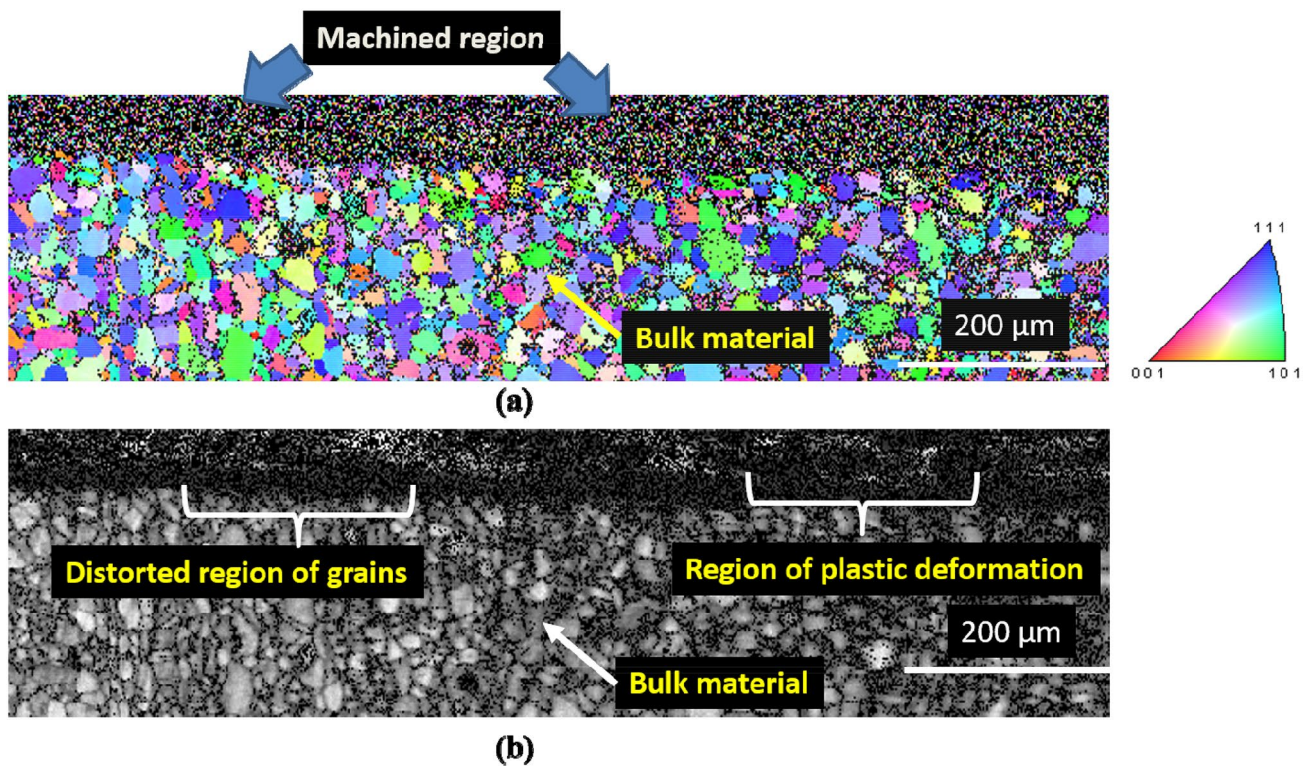 Machined region
Bulk material
200 µm
111
001
101
(a)
Distorted region of grains
Region of plastic deformation
200 µm
Bulk material
(b)